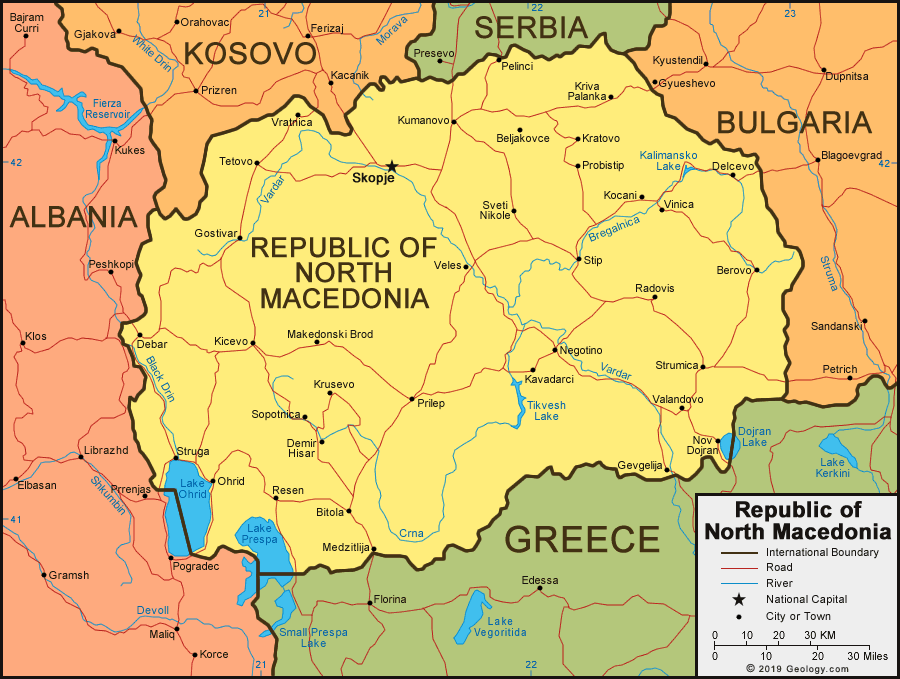 21
22
23
Bajram
Curri
Orahovac
Gjakova
Ferizaj
SERBIA
White Drin
KOSOVO
Morava
Presevo
Pelinci
Kyustendil
Dupnitsa
Gyueshevo
Kacanik
Prizren
Kriva
Palanka
Fierza
Reservoir
Vratnica
Kumanovo
Beljakovce
Kratovo
BULGARIA
Kukes
42
Tetovo
Skopje
Probistip
Kalimansko
Lake
Delcevo
Blagoevgrad
42
Vardar
Kocani
Vinica
Sveti
Nikole
ALBANIA
Gostivar
Bregalnica
REPUBLIC OF
NORTH
MACEDONIA
Peshkopi
Veles
Stip
Berovo
Struma
Radovis
Sandanski
Klos
Debar
Kicevo
Makedonski Brod
Negotino
Vardar
Strumica
Petrich
Black Drin
Krusevo
Kavadarci
Prilep
Tikvesh
Lake
Valandovo
Sopotnica
Demir
Hisar
Nov
Dojran
Dojran
Lake
Librazhd
Struga
Gevgelija
Lake
Kerkini
Elbasan
Shkumbin
Prrenjas
Lake
Ohrid
Ohrid
Resen
Bitola
41
Lake
Prespa
Crna
GREECE
Medzitlija
Pogradec
Gramsh
Edessa
Florina
Devoll
Maliq
Small Prespa
Lake
Lake
Vegoritida
Korce
21
22
Republic of
North Macedonia
International Boundary
Road
River
National Capital
City or Town
0 10 20 30 KM
0 10 20 30 Miles
© 2019 Geology.com